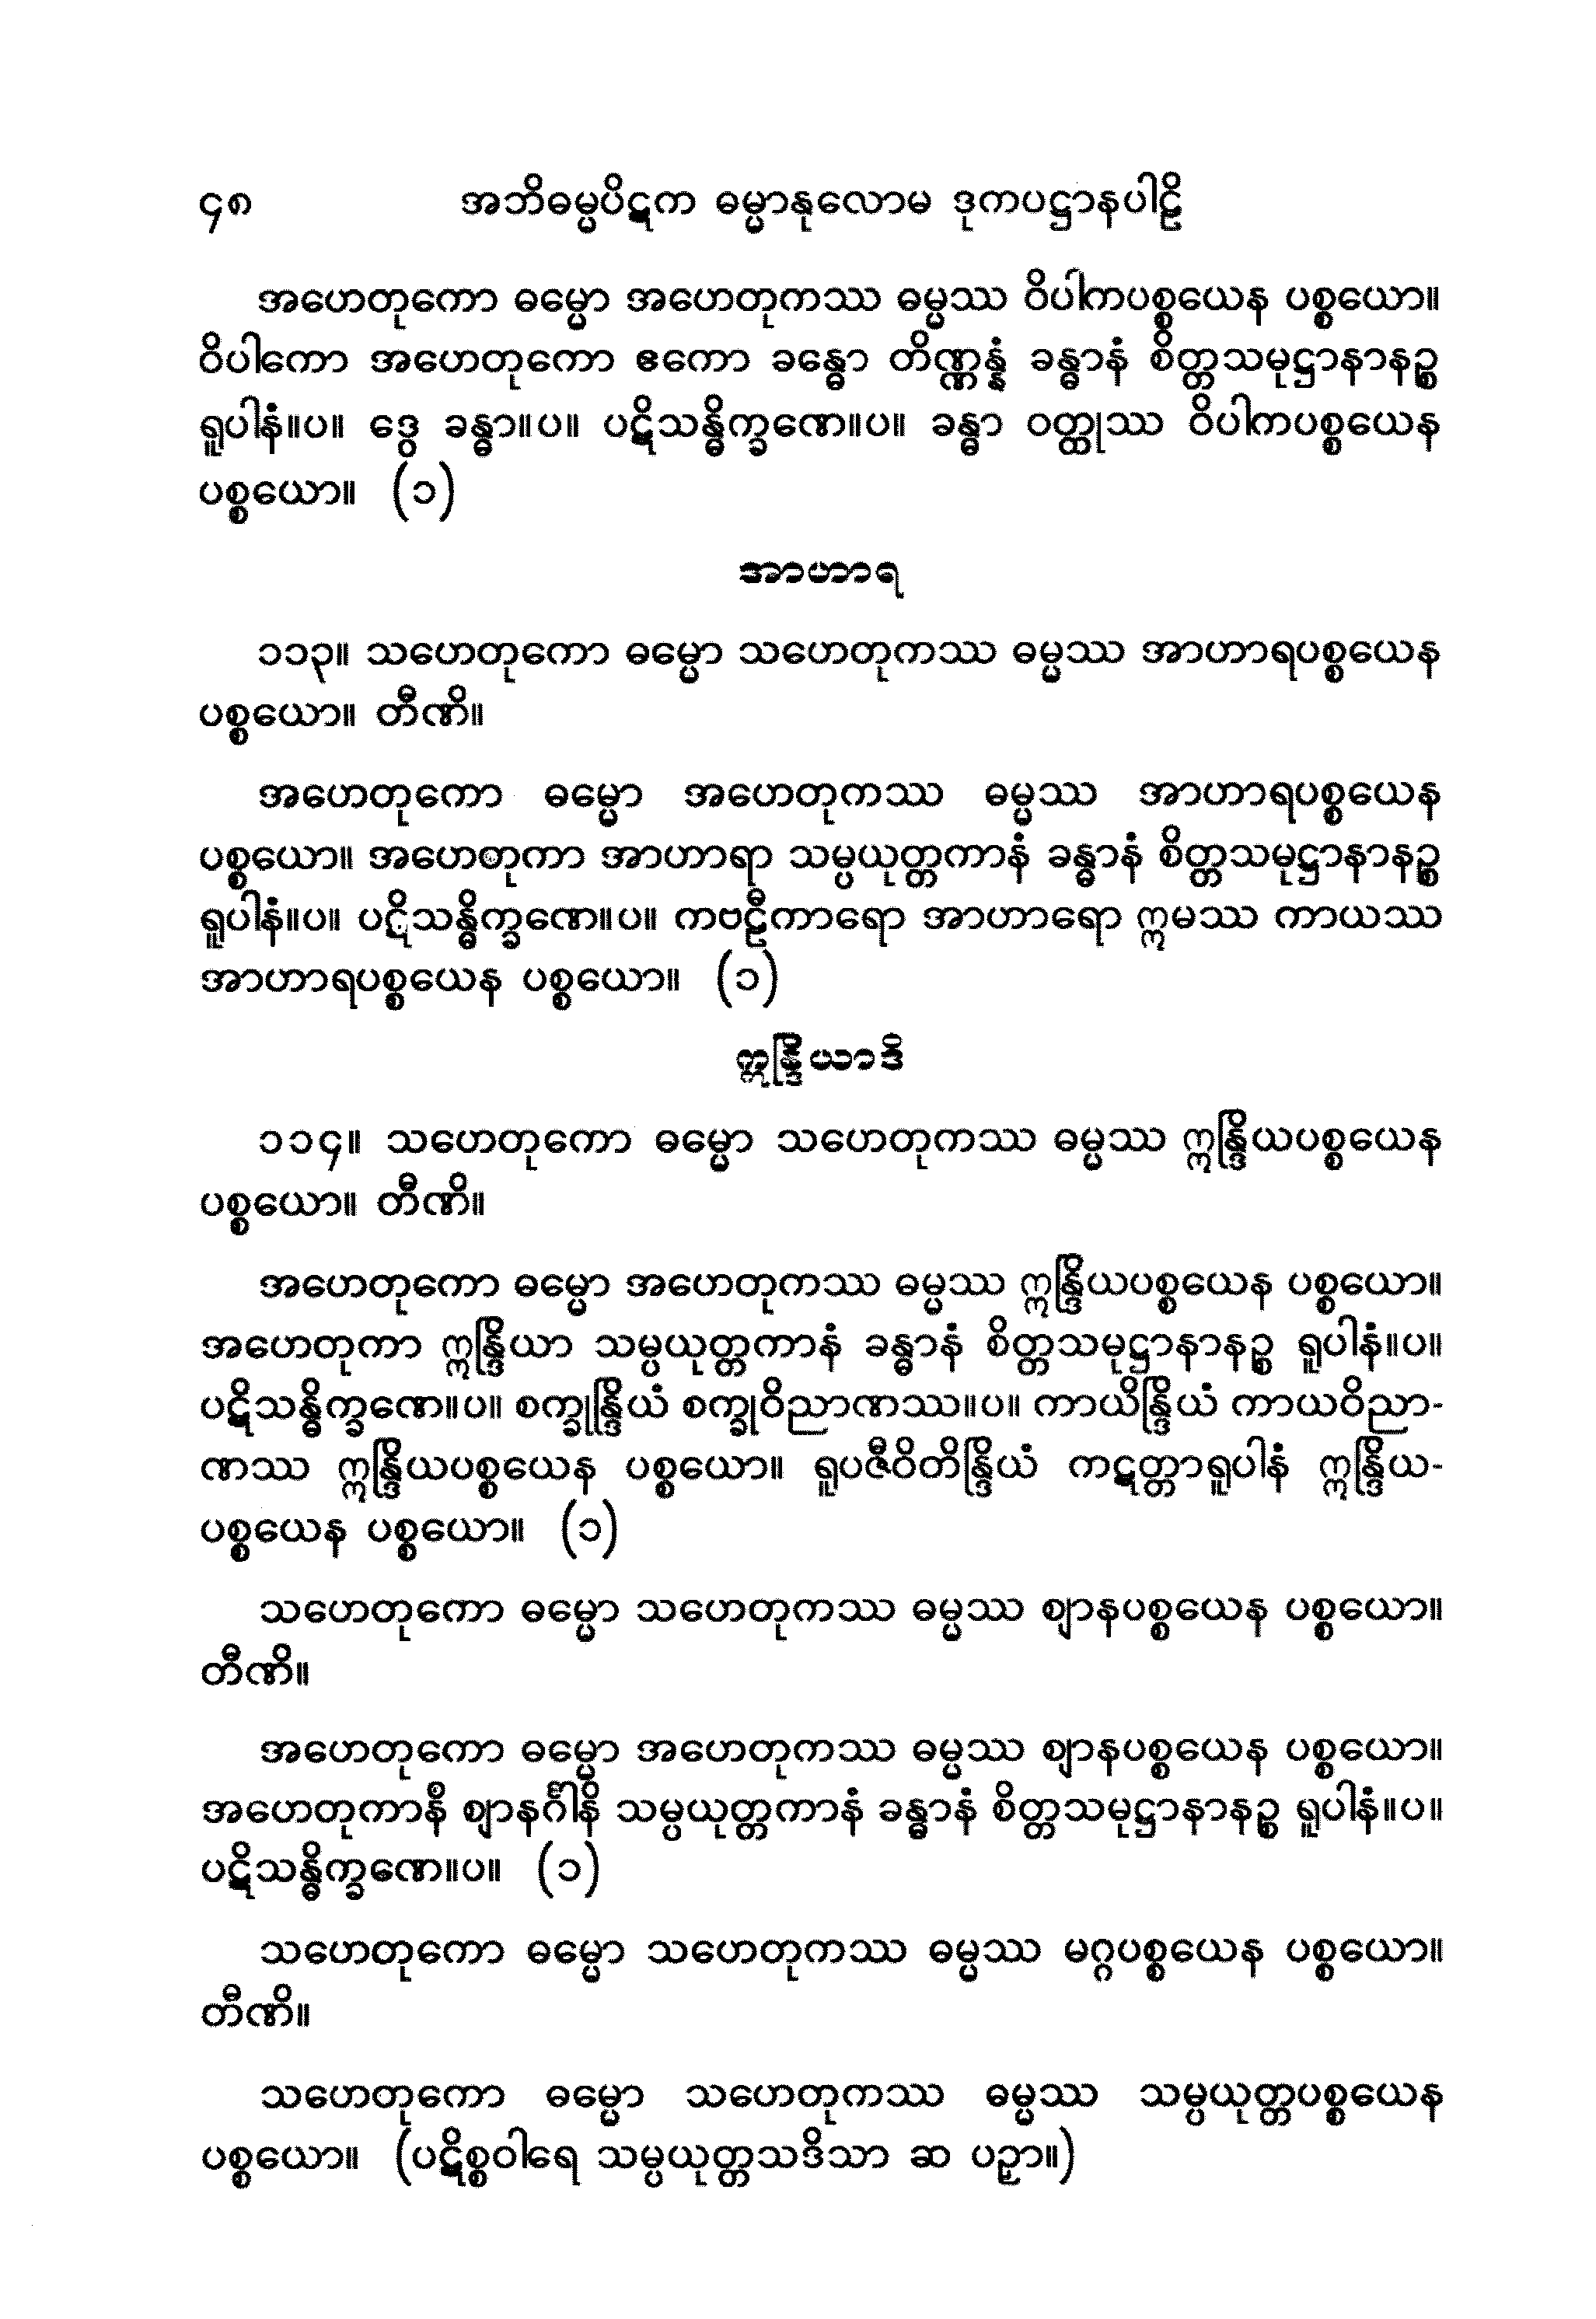 ၄၈ အဘိဓမ္မပိဋက ဓမ္မာနုလောမ ဒုကပဋ္ဌာနပါဠိ
အဟေတုကော ဓမ္မော အဟေတုကဿ ဓမ္မဿ ဝိပါကပစ္စယေန ပစ္စယော။
ဝိပါကော အဟေတုကော ဧကော ခန္ဓော တိဏ္ဏန္နံ ခန္ဓာနံ စိတ္တသမုဋ္ဌာနာနဉ္စ
ရူပါနံ။ပ။ ဒွေ ခန္ဓာ။ပ။ ပဋိသန္ဓိက္ခဏေ။ပ။ ခန္ဓာ ဝတ္ထုဿ ဝိပါကပစ္စယေန
ပစ္စယော။ (၁)
အာဟာရ
၁၁၃။ သဟေတုကော ဓမ္မော သဟေတုကဿ ဓမ္မဿ အာဟာရပစ္စယေန
ပစ္စယော။ တီဏိ။
အဟေတုကော ဓမ္မော အဟေတုကဿ ဓမ္မဿ အာဟာရပစ္စယေန
ပစ္စယော။ အဟေတုကာ အာဟာရာ သမ္ပယုတ္တကာနံ ခန္ဓာနံ စိတ္တသမုဋ္ဌာနာနဉ္စ
ရူပါနံ။ပ။ ပဋိသန္ဓိက္ခဏေ။ပ။ ကဗဠီကာရော အာဟာရော ဣမဿ ကာယဿ
အာဟာရပစ္စယေန ပစ္စယော။ (၁)
ဣန္ဒြိယာဒိ
၁၁၄။ သဟေတုကော ဓမ္မော သဟေတုကဿ ဓမ္မဿ ဣန္ဒြိယပစ္စယေန
ပစ္စယော။ တီဏိ။
အဟေတုကော ဓမ္မော အဟေတုကဿ ဓမ္မဿ ဣန္ဒြိယပစ္စယေန ပစ္စယော။
အဟေတုကာ ဣန္ဒြိယာ သမ္ပယုတ္တကာနံ ခန္ဓာနံ စိတ္တသမုဋ္ဌာနာနဉ္စ ရူပါနံ။ပ။
ပဋိသန္ဓိက္ခဏေ။ပ။ စက္ခုန္ဒြိယံ စက္ခုဝိညာဏဿ။ပ။ ကာယိန္ဒြိယံ ကာယဝိညာ-
ဏဿ ဣန္ဒြိယပစ္စယေန ပစ္စယော။ ရူပဇီဝိတိန္ဒြိယံ ကဋတ္တာရူပါနံ ဣန္ဒြိယ-
ပစ္စယေန ပစ္စယော။ (၁)
သဟေတုကော ဓမ္မော သဟေတုကဿ ဓမ္မဿ ဈာနပစ္စယေန ပစ္စယော။
တီဏိ။
အဟေတုကော ဓမ္မော အဟေတုကဿ ဓမ္မဿ ဈာနပစ္စယေန ပစ္စယော။
အဟေတုကာနိ ဈာနင်္ဂါနိ သမ္ပယုတ္တကာနံ ခန္ဓာနံ စိတ္တသမုဋ္ဌာနာနဉ္စ ရူပါနံ။ပ။
ပဋိသန္ဓိက္ခဏေ။ပ။ (၁)
သဟေတုကော ဓမ္မော သဟေတုကဿ ဓမ္မဿ မဂ္ဂပစ္စယေန ပစ္စယော။
တီဏိ။
သဟေတုကော ဓမ္မော သဟေတုကဿ ဓမ္မဿ သမ္ပယုတ္တပစ္စယေန
ပစ္စယော။ (ပဋိစ္စဝါရေ သမ္ပယုတ္တသဒိသာ ဆ ပဉှာ။)